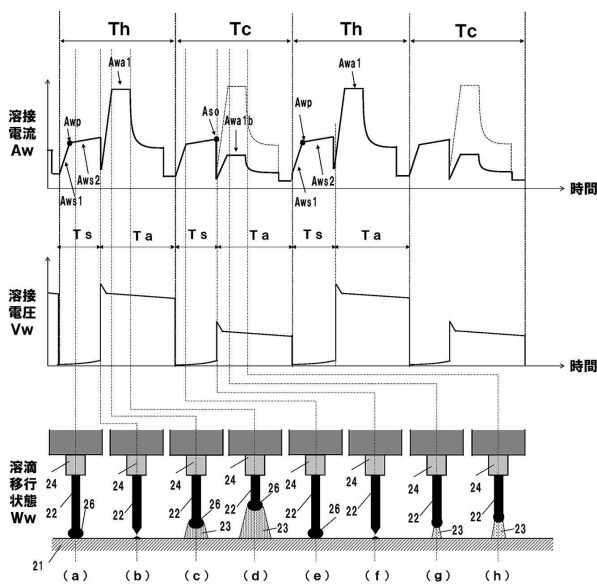 Th Tc Th Tc
Awa1 Awa1
溶接
電流
Aw
Awp Aso Awa1b Awp
Aws2 Aws2
Aws1 Aws1
時間
Ts Ta Ts Ta Ts Ta
溶接
電圧
Vw
時間
溶滴
移行
状態
Ww
24 24 24 24 24 24 24 24
26 26 26 26
22 22 22 22 22 22 22 22
23 23 23 23
21
(a) (b) (c) (d) (e) (f) (g) (h)